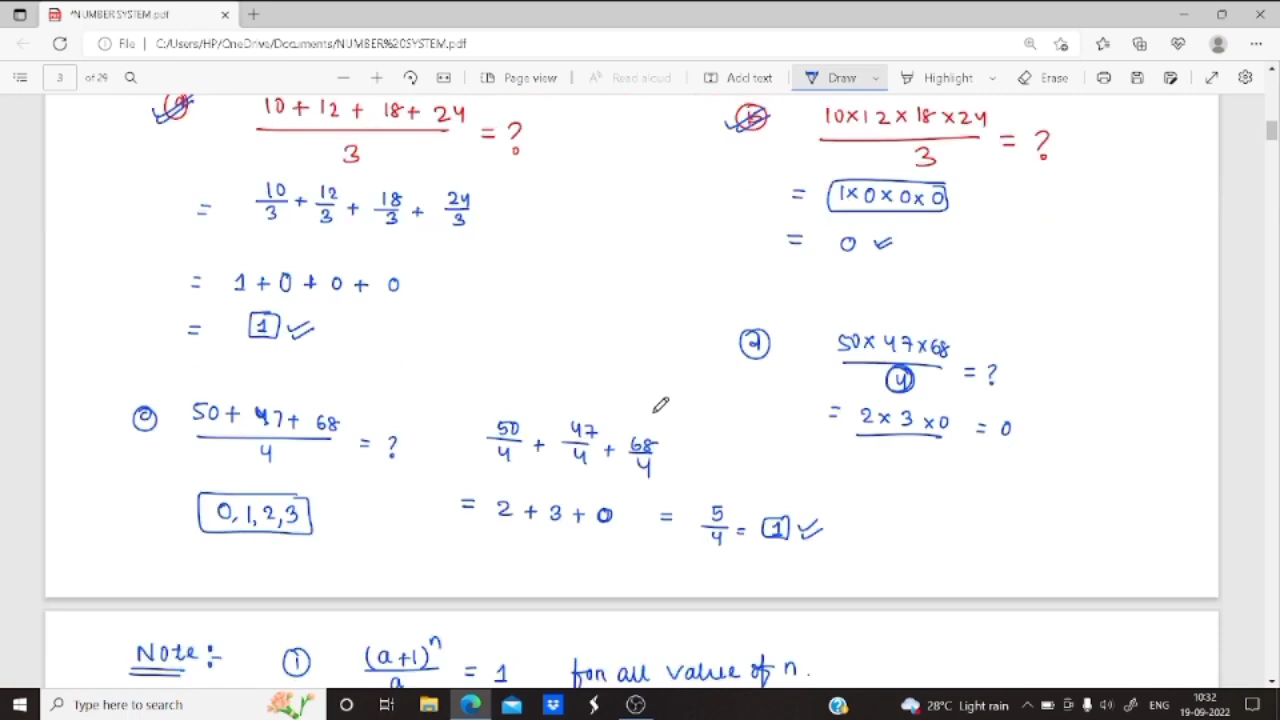 *NUMBER SYSTEM.pdf
File | C:/Users/HP/OneDrive/Documents/NUMBER%20SYSTEM.pdf
3 of 29 Page view Read aloud Add text Draw Highlight Erase
(a) 10 + 12 + 18 + 24 / 3 = ?
= 10/3 + 12/3 + 18/3 + 24/3
= 1 + 0 + 0 + 0
= 1
(b) 10 × 12 × 18 × 24 / 3 = ?
= 1 × 0 × 0 × 0
= 0
(c) 50 + 47 + 68 / 4 = ?
0, 1, 2, 3
50/4 + 47/4 + 68/4
= 2 + 3 + 0 = 5/4 = 1
(d) 50 × 47 × 68 / 4 = ?
= 2 × 3 × 0 = 0
Note :- (1) (a+1)^n / a = 1 for all value of n.
Type here to search
28°C Light rain
ENG
10:32
19-09-2022